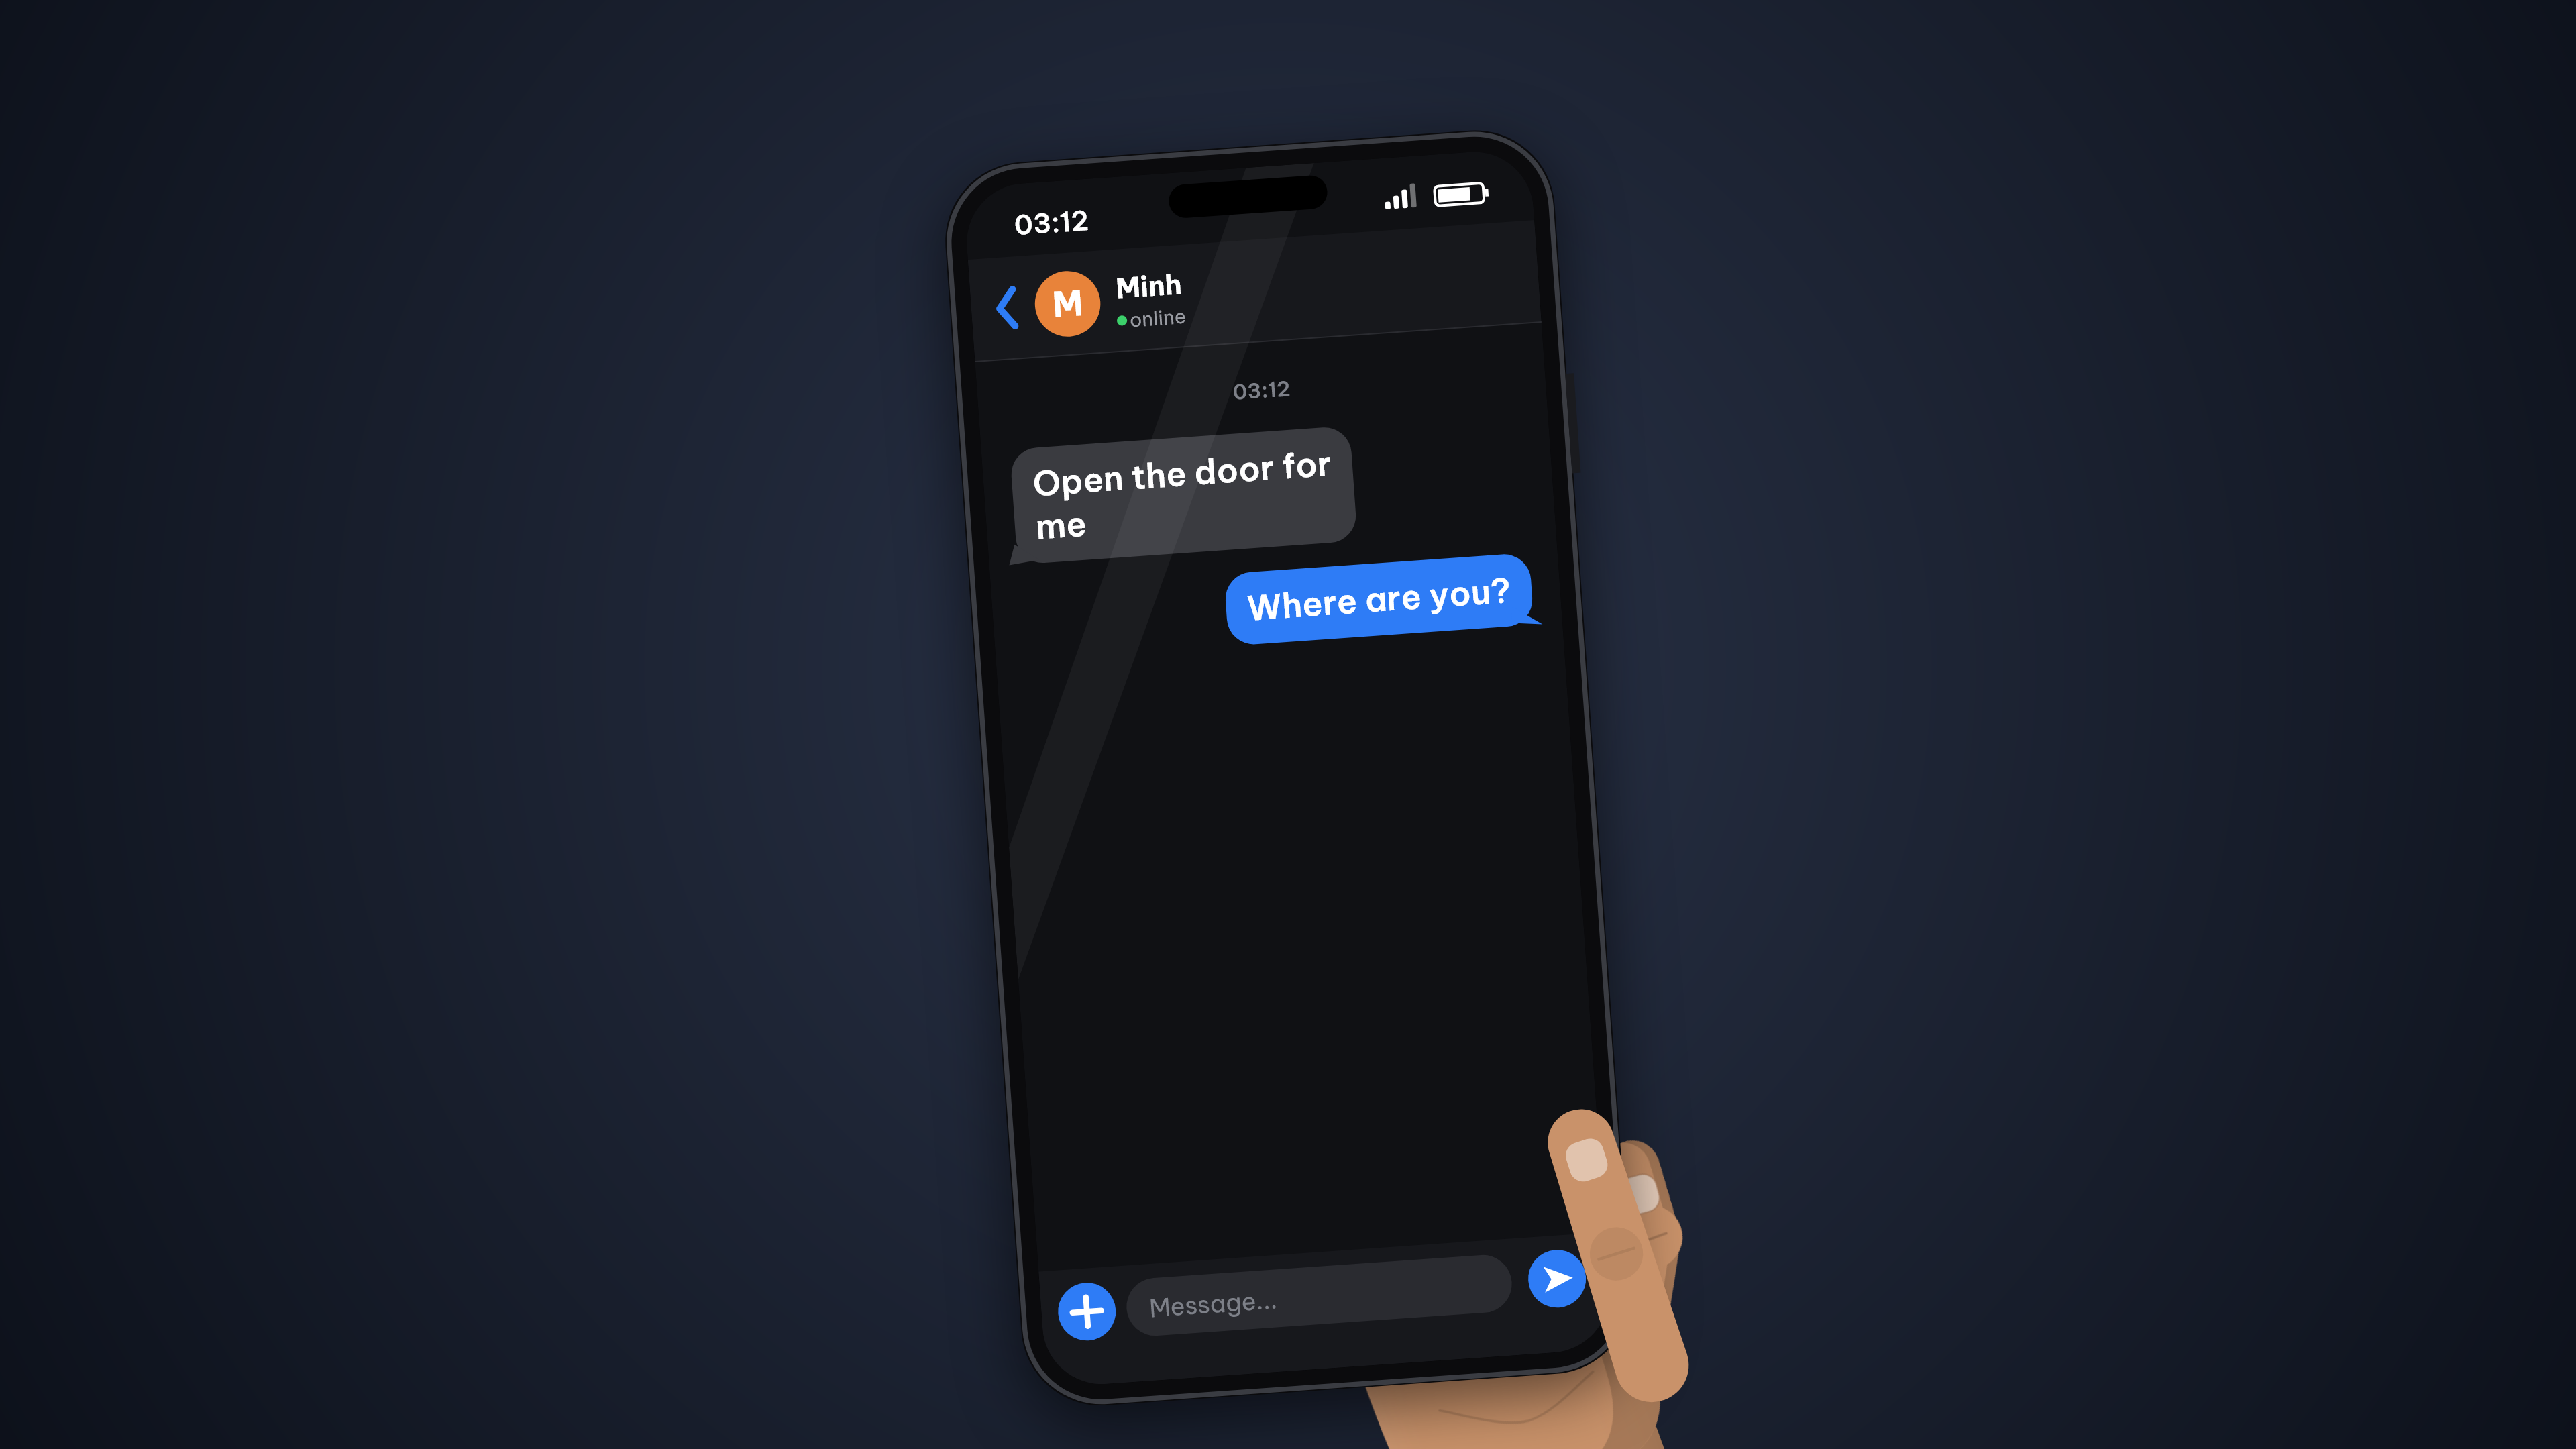 03:12
M
Minh
online
03:12
Open the door for
me
Where are you?
Message...